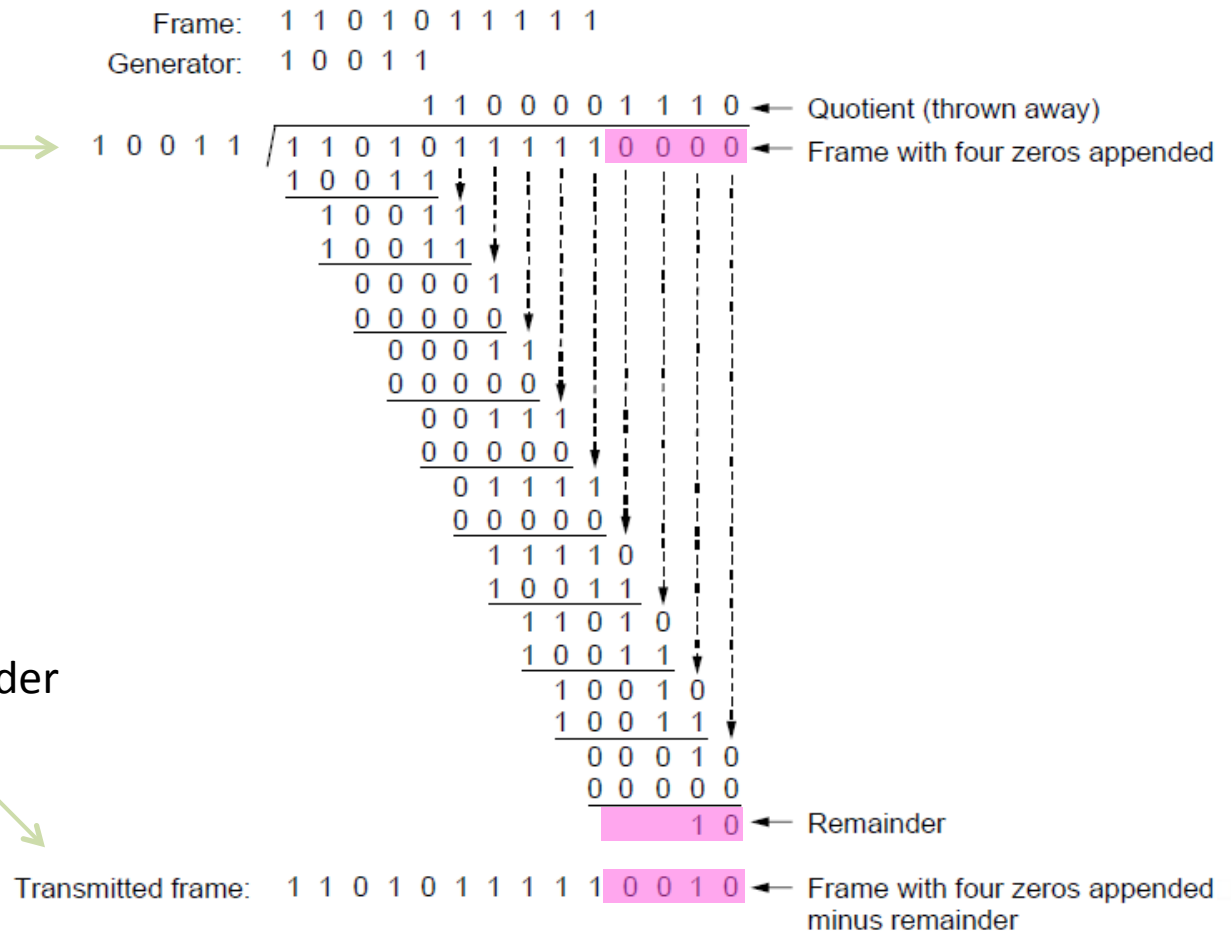 Frame: 1 1 0 1 0 1 1 1 1 1
Generator: 1 0 0 1 1
1 1 0 0 0 0 1 1 1 0 Quotient (thrown away)
1 0 0 1 1 1 1 0 1 0 1 1 1 1 1 0 0 0 0 Frame with four zeros appended
1 0 0 1 1
1 0 0 1 1
1 0 0 1 1
0 0 0 0 1
0 0 0 0 0
0 0 0 1 1
0 0 0 0 0
0 0 1 1 1
0 0 0 0 0
0 1 1 1 1
0 0 0 0 0
1 1 1 1 0
1 0 0 1 1
1 1 0 1 0
1 0 0 1 1
der
1 0 0 1 0
1 0 0 1 1
0 0 0 1 0
0 0 0 0 0
1 0 Remainder
Transmitted frame: 1 1 0 1 0 1 1 1 1 1 0 0 1 0 Frame with four zeros appended
minus remainder